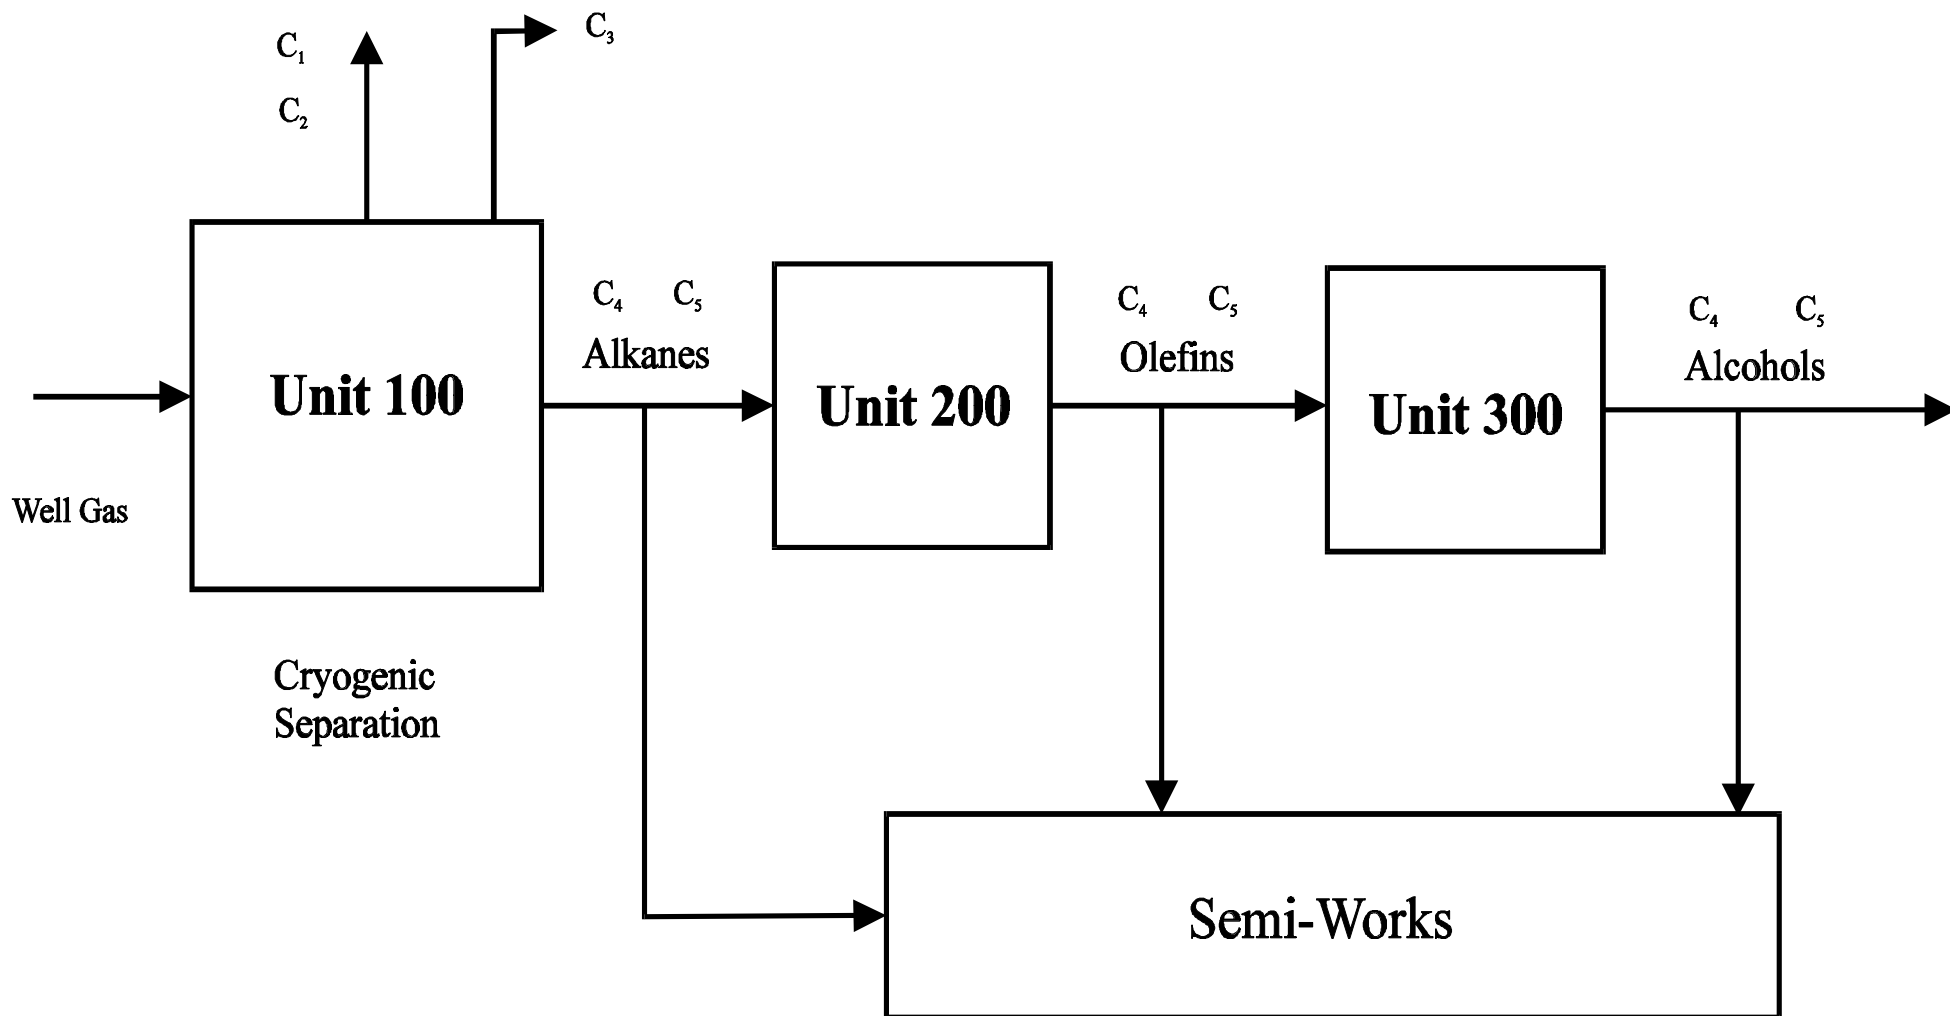 C₁
C₂
C₃
C₄ C₅
Alkanes
C₄ C₅
Olefins
C₄ C₅
Alcohols
Unit 100
Unit 200
Unit 300
Well Gas
Cryogenic
Separation
Semi-Works